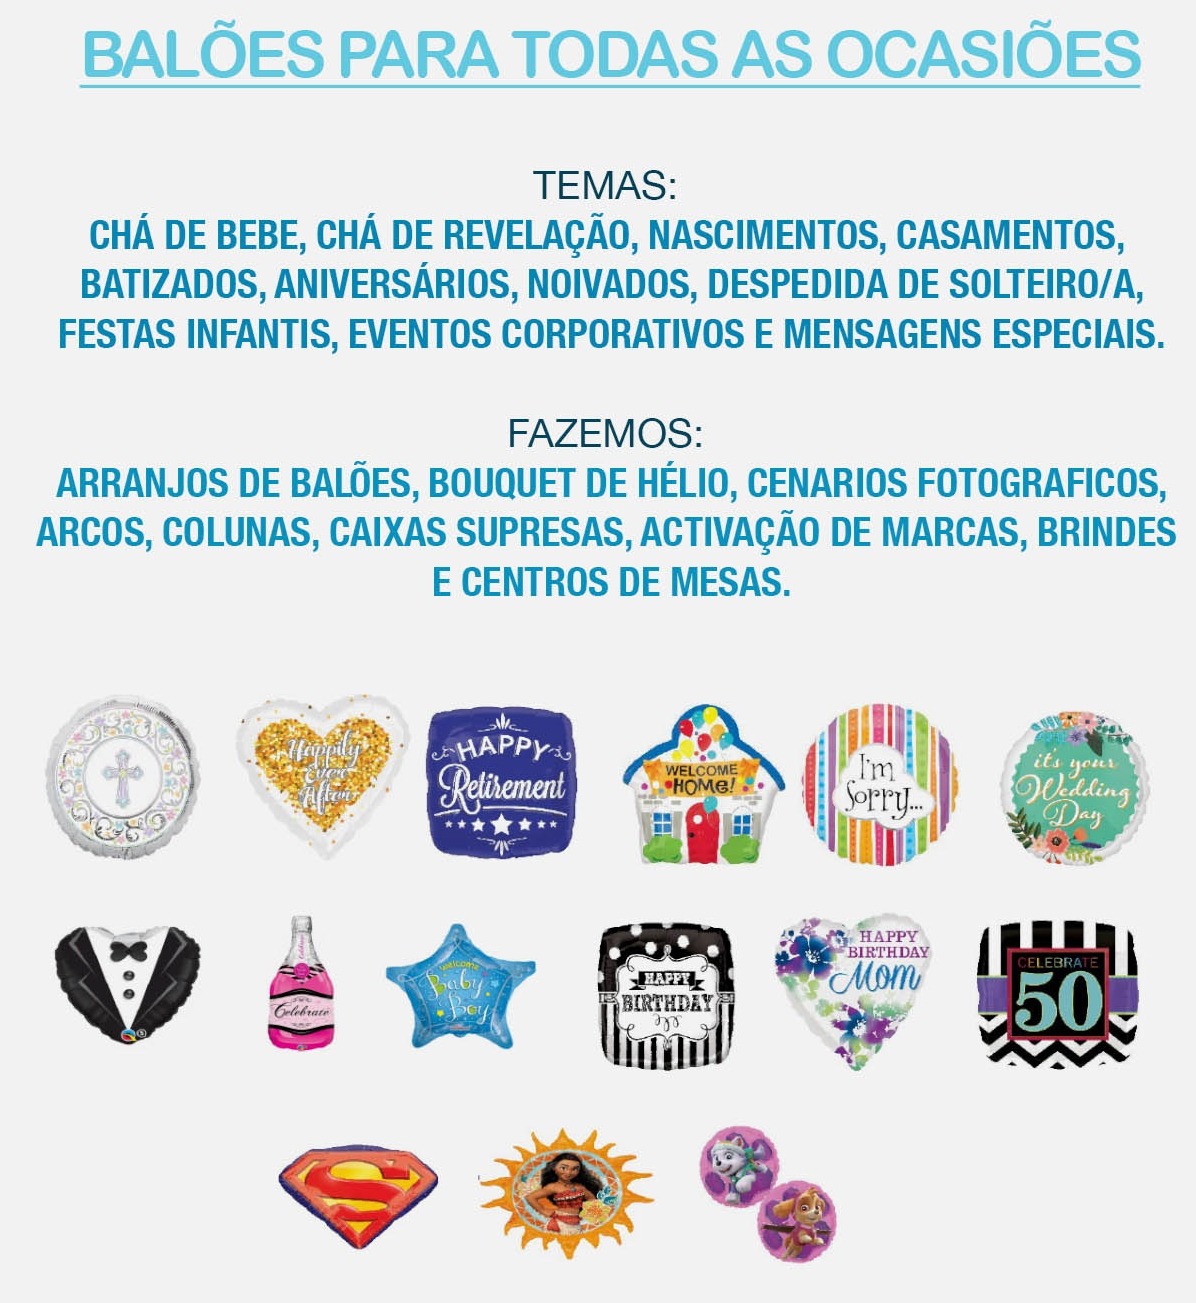 BALÕES PARA TODAS AS OCASIÕES
TEMAS:
CHÁ DE BEBE, CHÁ DE REVELAÇÃO, NASCIMENTOS, CASAMENTOS,
BATIZADOS, ANIVERSÁRIOS, NOIVADOS, DESPEDIDA DE SOLTEIRO/A,
FESTAS INFANTIS, EVENTOS CORPORATIVOS E MENSAGENS ESPECIAIS.
FAZEMOS:
ARRANJOS DE BALÕES, BOUQUET DE HÉLIO, CENARIOS FOTOGRAFICOS,
ARCOS, COLUNAS, CAIXAS SUPRESAS, ACTIVAÇÃO DE MARCAS, BRINDES
E CENTROS DE MESAS.
Happily
Ever
After
HAPPY
Retirement
WELCOME
HOME!
I'm
Sorry...
it's your
Wedding
Day
Celebrate
Welcome
Baby
Boy
HAPPY
BIRTHDAY
HAPPY
BIRTHDAY
Mom
CELEBRATE
50
S